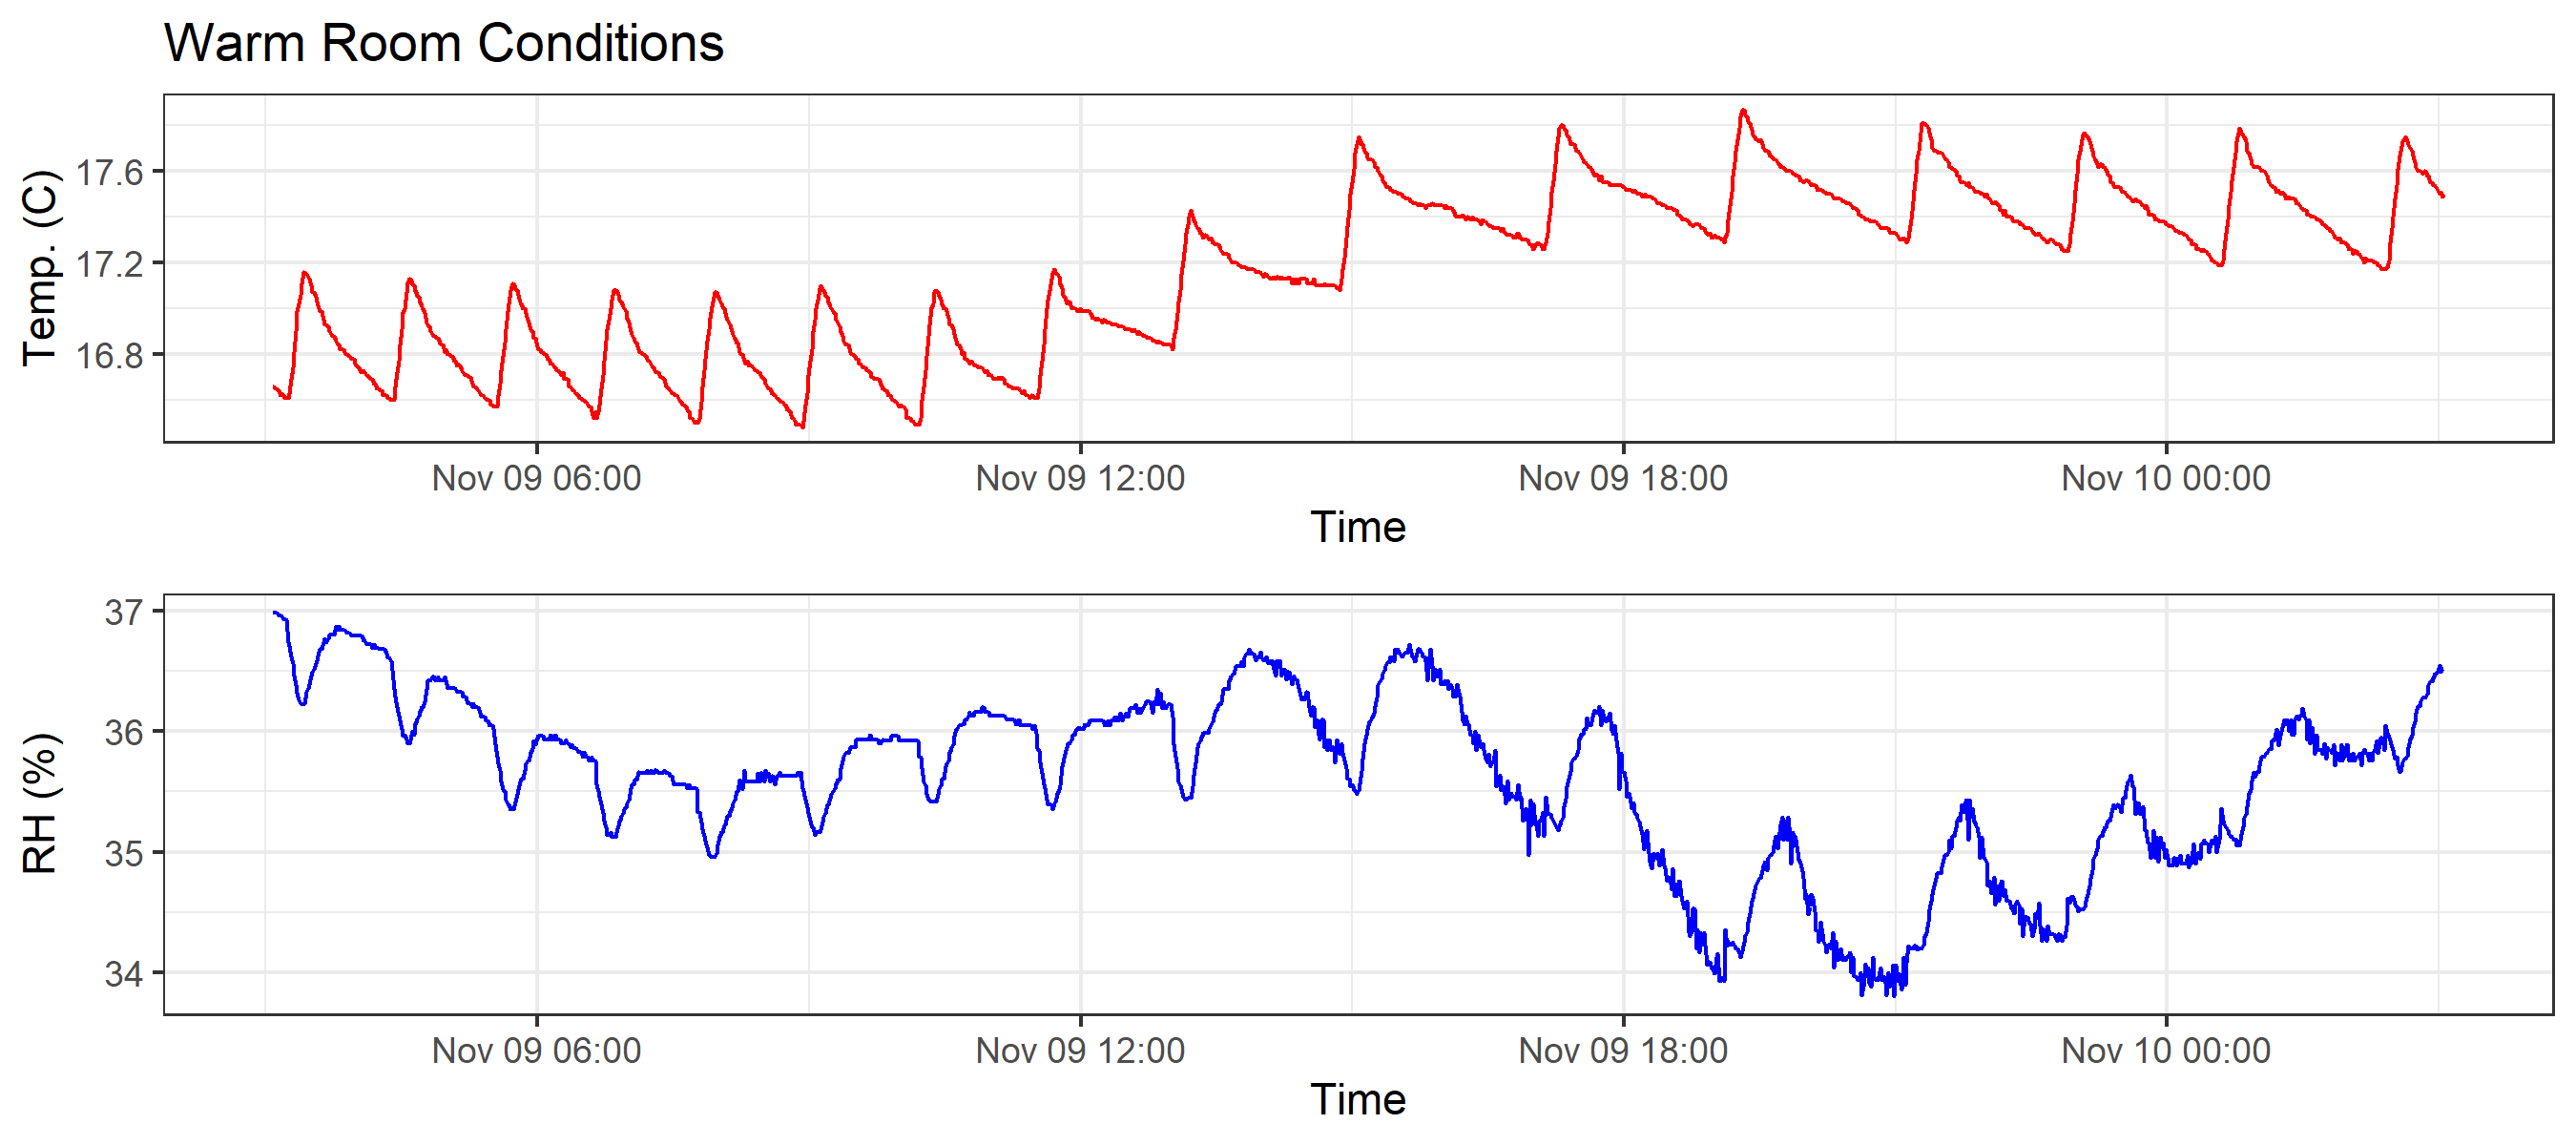 Warm Room Conditions
Temp. (C)
17.6
17.2
16.8
Nov 09 06:00 Nov 09 12:00 Nov 09 18:00 Nov 10 00:00
Time
RH (%)
37
36
35
34
Nov 09 06:00 Nov 09 12:00 Nov 09 18:00 Nov 10 00:00
Time